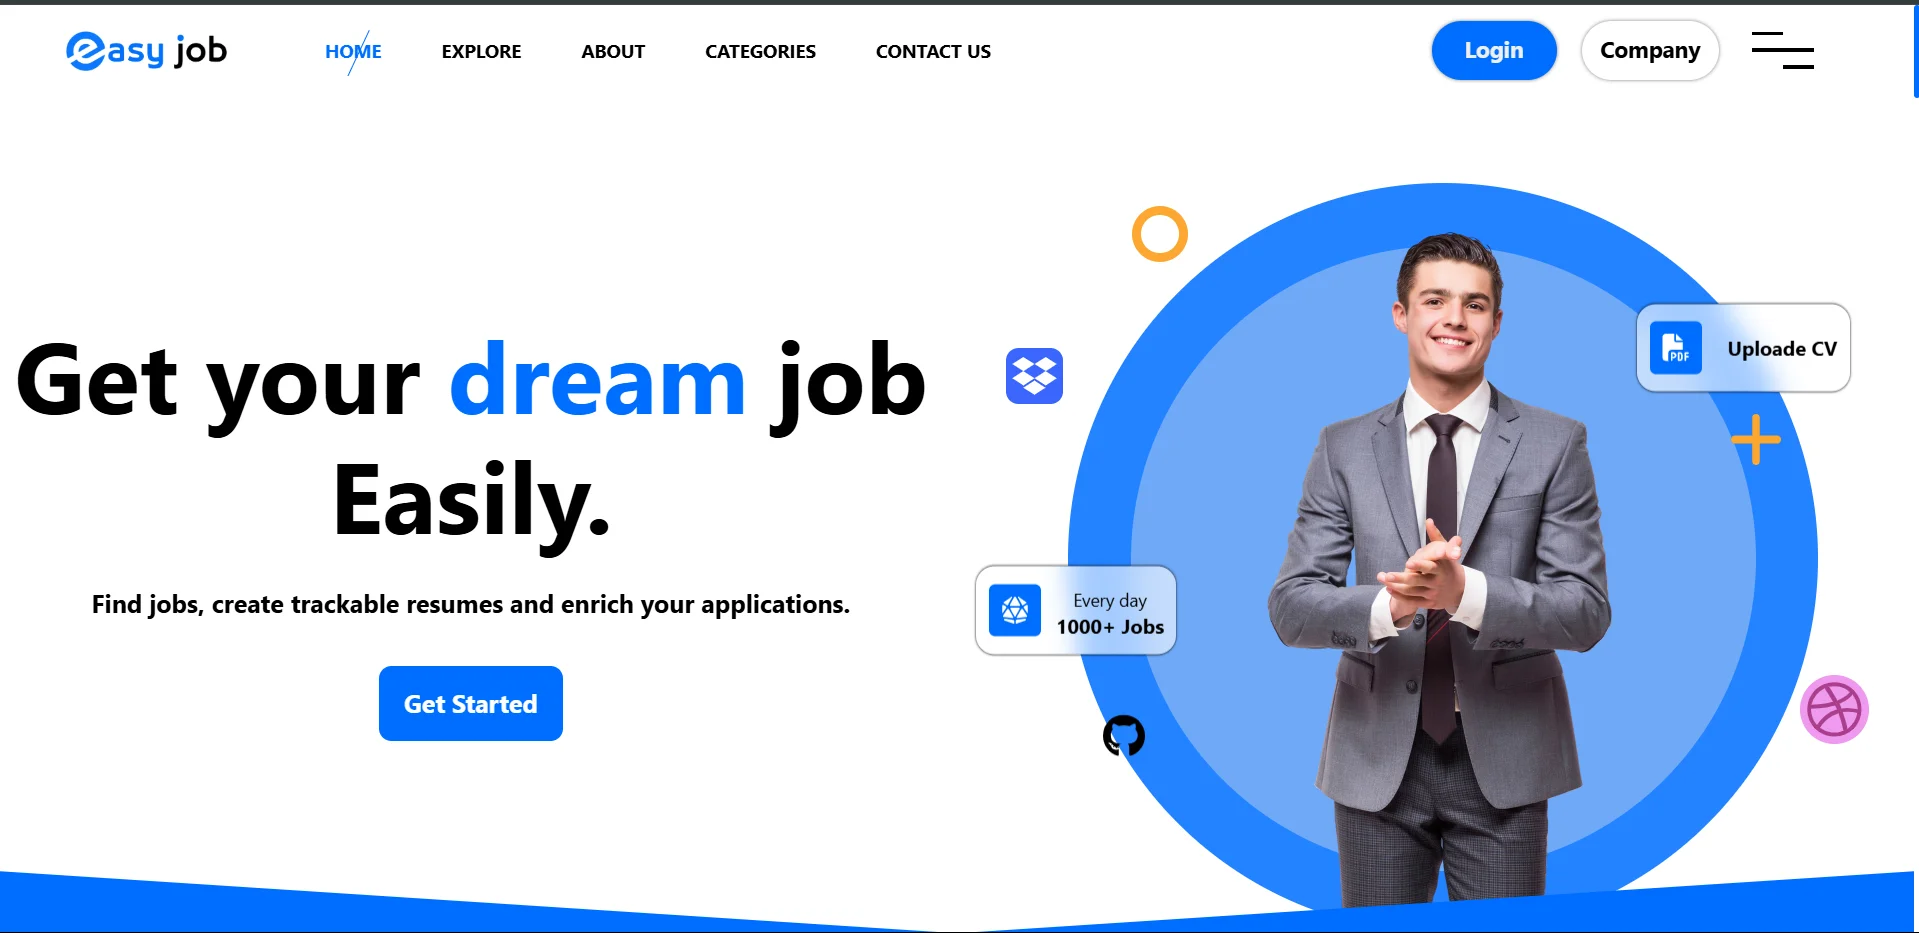 easy job
HOME
EXPLORE
ABOUT
CATEGORIES
CONTACT US
Login
Company
Get your dream job
Easily.
Find jobs, create trackable resumes and enrich your applications.
Get Started
PDF
Uploade CV
Every day
1000+ Jobs